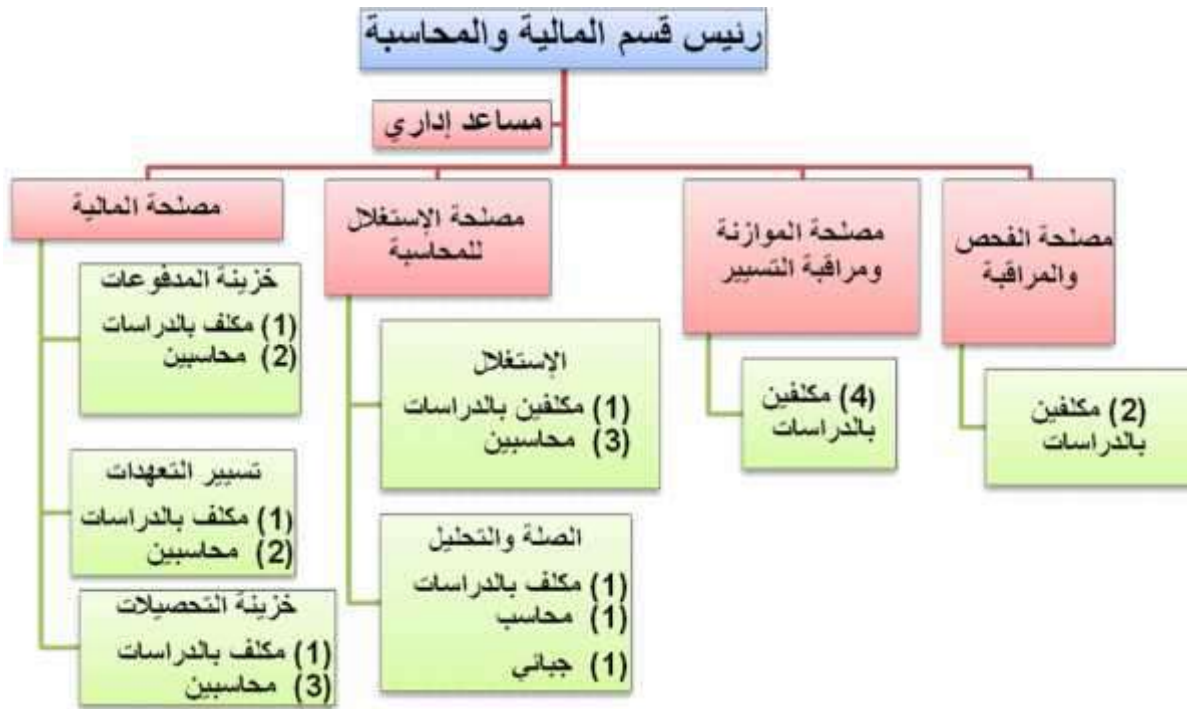 رئيس قسم المالية والمحاسبة
مساعد إداري
مصلحة الفحص
والمراقبة
(2) مكلفين
بالدراسات
مصلحة الموازنة
ومراقبة التسيير
(4) مكلفين
بالدراسات
مصلحة الإستغلال
للمحاسبة
الإستغلال
(1) مكلفين بالدراسات
(3) محاسبين
الصلة والتحليل
(1) مكلف بالدراسات
(1) محاسب
(1) جبائي
مصلحة المالية
خزينة المدفوعات
(1) مكلف بالدراسات
(2) محاسبين
تسيير التعهدات
(1) مكلف بالدراسات
(2) محاسبين
خزينة التحصيلات
(1) مكلف بالدراسات
(3) محاسبين